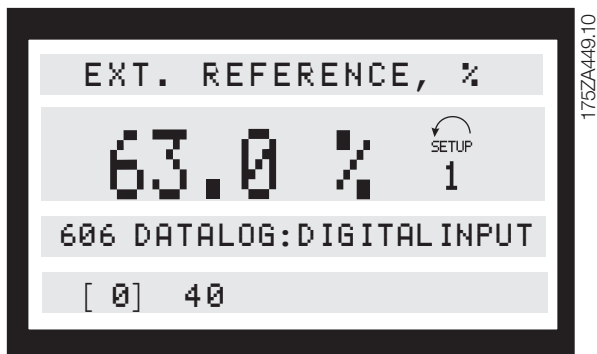 EXT. REFERENCE, %
63.0 %
SETUP
1
606 DATALOG:DIGITALINPUT
[ 0] 40
175ZA449.10